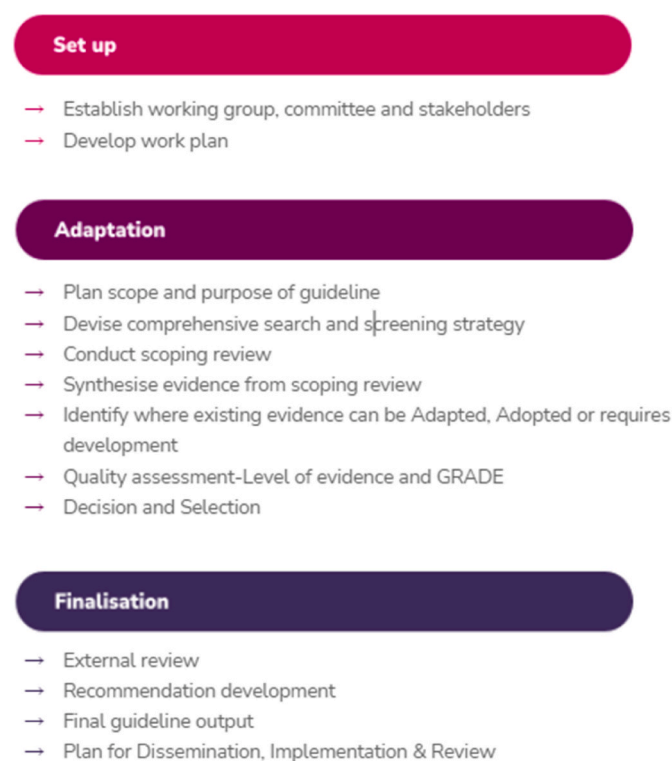 Set up
→ Establish working group, committee and stakeholders
→ Develop work plan
Adaptation
→ Plan scope and purpose of guideline
→ Devise comprehensive search and screening strategy
→ Conduct scoping review
→ Synthesise evidence from scoping review
→ Identify where existing evidence can be Adapted, Adopted or requires
development
→ Quality assessment-Level of evidence and GRADE
→ Decision and Selection
Finalisation
→ External review
→ Recommendation development
→ Final guideline output
→ Plan for Dissemination, Implementation & Review